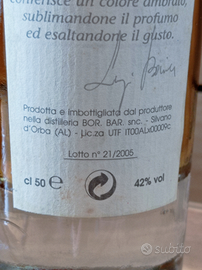 conferisce un colore ambrato,
sublimandone il profumo
ed esaltandone il gusto.
Prodotta e imbottigliata dal produttore
nella distilleria BOR. BAR. snc. - Silvano
d'Orba (AL) - Lic.za UTF IT00ALX00009c
Lotto n° 21/2005
cl 50 e
42% vol
Subito